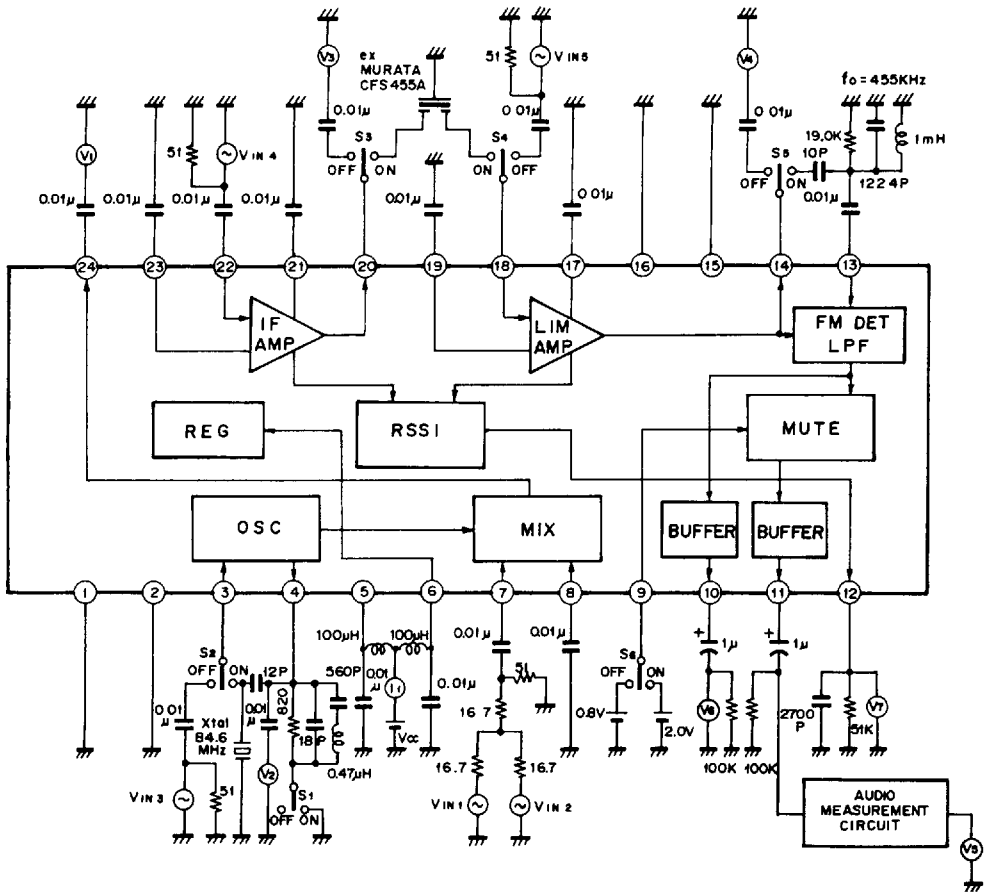 V3
ex
MURATA
CFS455A
51
VIN5
V4
fo=455KHz
0.01μ
0.01μ
0.01μ
19.0K
1mH
V1
51
VIN4
S3
OFF ON
S4
ON OFF
S5
OFF ON
10P
1224P
0.01μ
0.01μ
0.01μ
0.01μ
0.01μ
0.01μ
0.01μ
24 23 22 21 20 19 18 17 16 15 14 13
IF
AMP
LIM
AMP
FM DET
LPF
REG
RSSI
MUTE
OSC
MIX
BUFFER
BUFFER
1 2 3 4 5 6 7 8 9 10 11 12
S2
OFF ON
12P
820
18P
560P
0.47μH
100μH
100μH
0.01
μ
I1
Vcc
0.01μ
0.01μ
0.01μ
51
16.7
16.7
16.7
VIN1
VIN2
S6
OFF ON
0.8V
2.0V
1μ
1μ
V6
100K
100K
2700
P
51K
V7
0.01
μ
Xtal
84.6
MHz
0.01
μ
V2
VIN3
51
S1
OFF ON
AUDIO
MEASUREMENT
CIRCUIT
V5